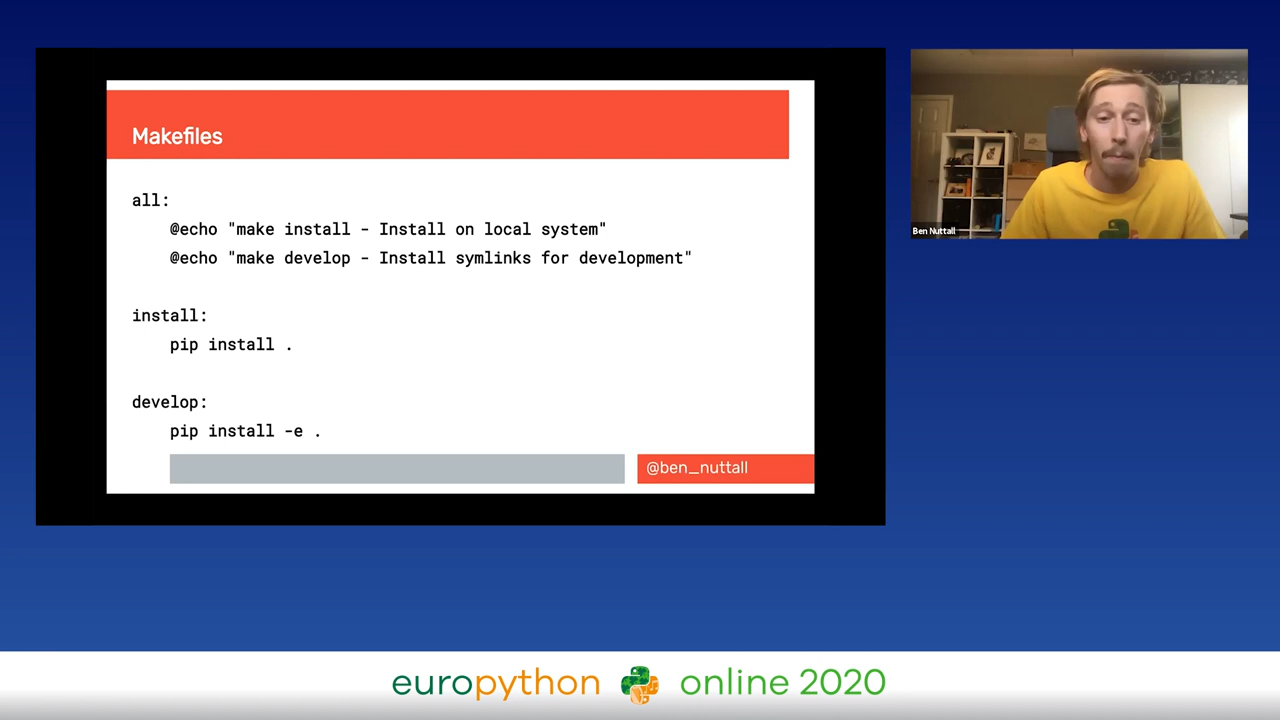 Makefiles
all:
@echo "make install - Install on local system"
@echo "make develop - Install symlinks for development"
install:
pip install .
develop:
pip install -e .
@ben_nuttall
Ben Nuttall
europython online 2020